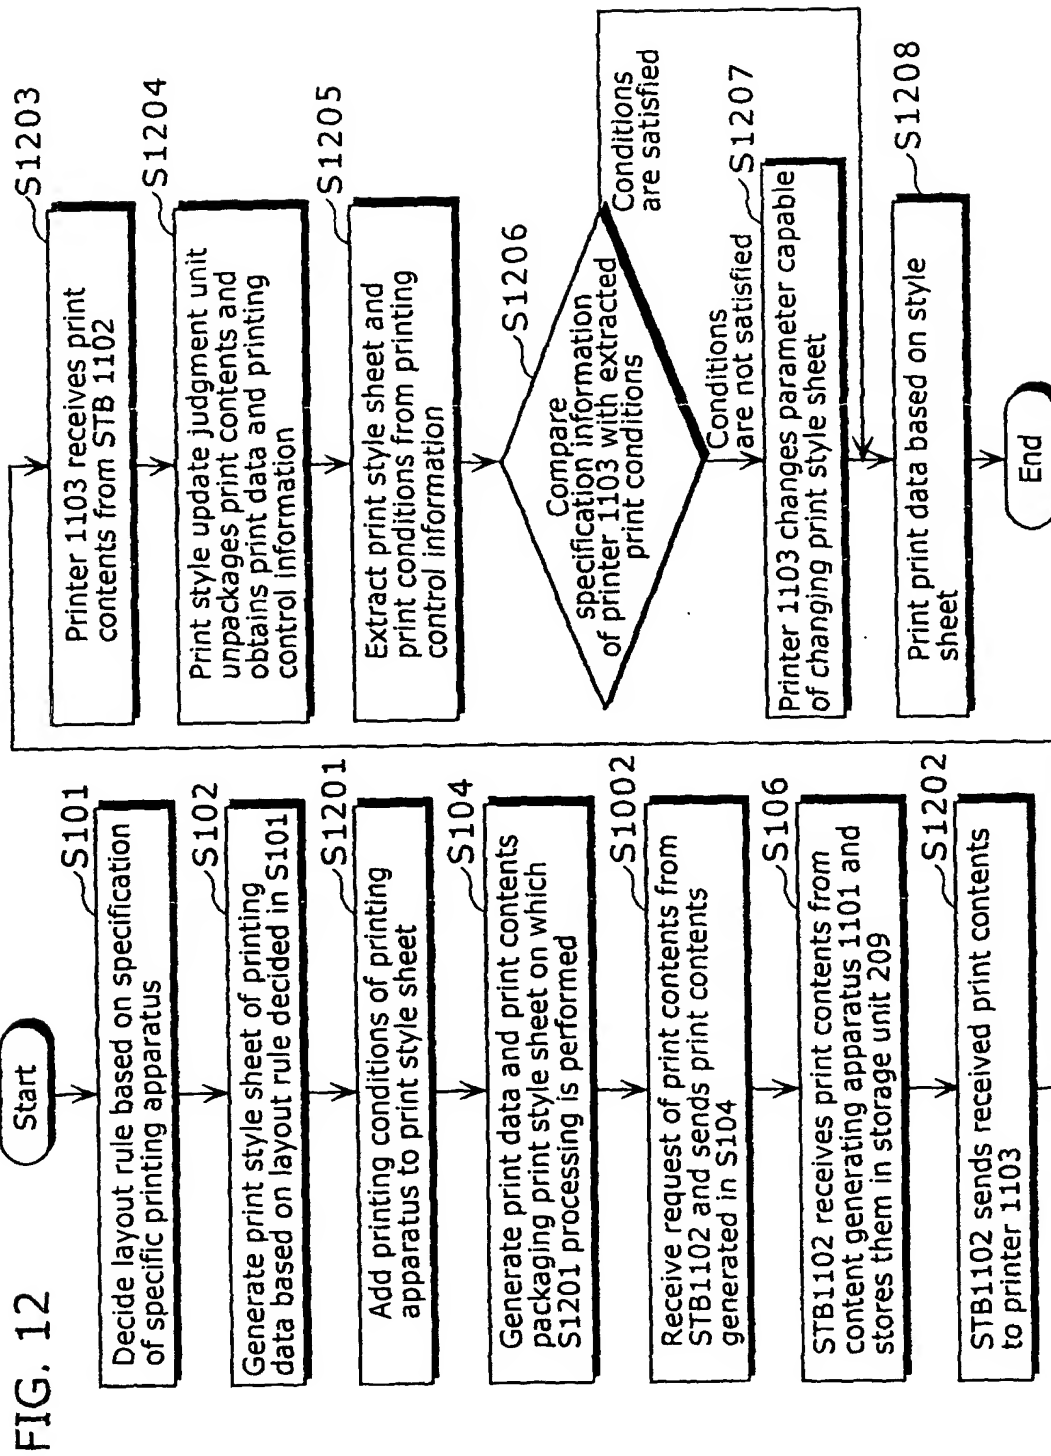 FIG. 12
Start
S101
Decide layout rule based on specification
of specific printing apparatus
S102
Generate print style sheet of printing
data based on layout rule decided in S101
S1201
Add printing conditions of printing
apparatus to print style sheet
S104
Generate print data and print contents
packaging print style sheet on which
S1201 processing is performed
S1002
Receive request of print contents from
STB1102 and sends print contents
generated in S104
S106
STB1102 receives print contents from
content generating apparatus 1101 and
stores them in storage unit 209
S1202
STB1102 sends received print contents
to printer 1103
S1203
Printer 1103 receives print
contents from STB 1102
S1204
Print style update judgment unit
unpackages print contents and
obtains print data and printing
control information
S1205
Extract print style sheet and
print conditions from printing
control information
S1206
Compare
specification information
of printer 1103 with extracted
print conditions
Conditions
are satisfied
Conditions
are not satisfied
S1207
Printer 1103 changes parameter capable
of changing print style sheet
S1208
Print print data based on style
sheet
End